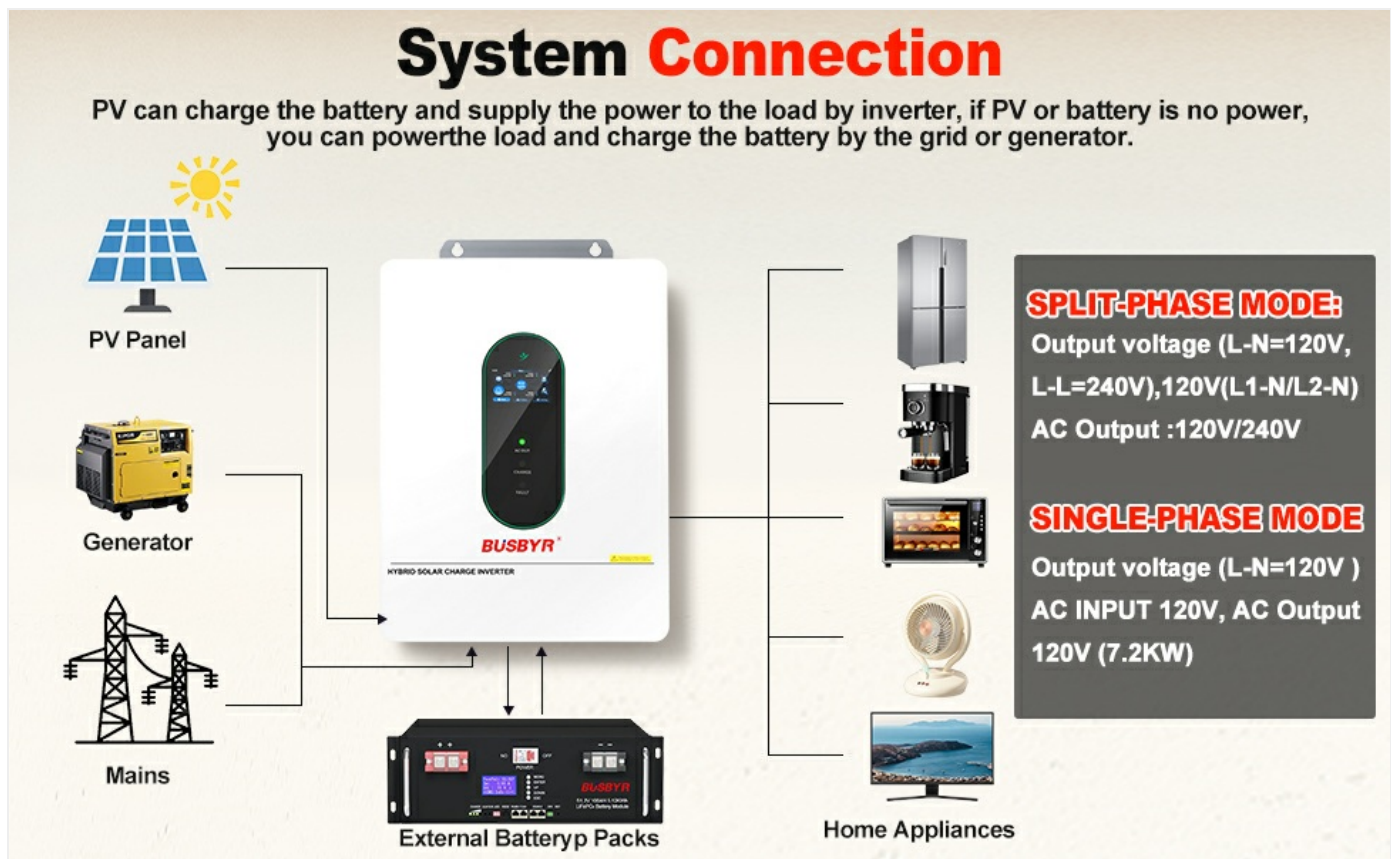 System Connection
PV can charge the battery and supply the power to the load by inverter, if PV or battery is no power,
you can powerthe load and charge the battery by the grid or generator.
PV Panel
Generator
Mains
BUSBYR
HYBRID SOLAR CHARGE INVERTER
CHARGE
FAULT
OFF
POWER
BUSBYR
External Batteryp Packs
Home Appliances
SPLIT-PHASE MODE:
Output voltage (L-N=120V,
L-L=240V),120V(L1-N/L2-N)
AC Output :120V/240V
SINGLE-PHASE MODE
Output voltage (L-N=120V )
AC INPUT 120V, AC Output
120V (7.2KW)